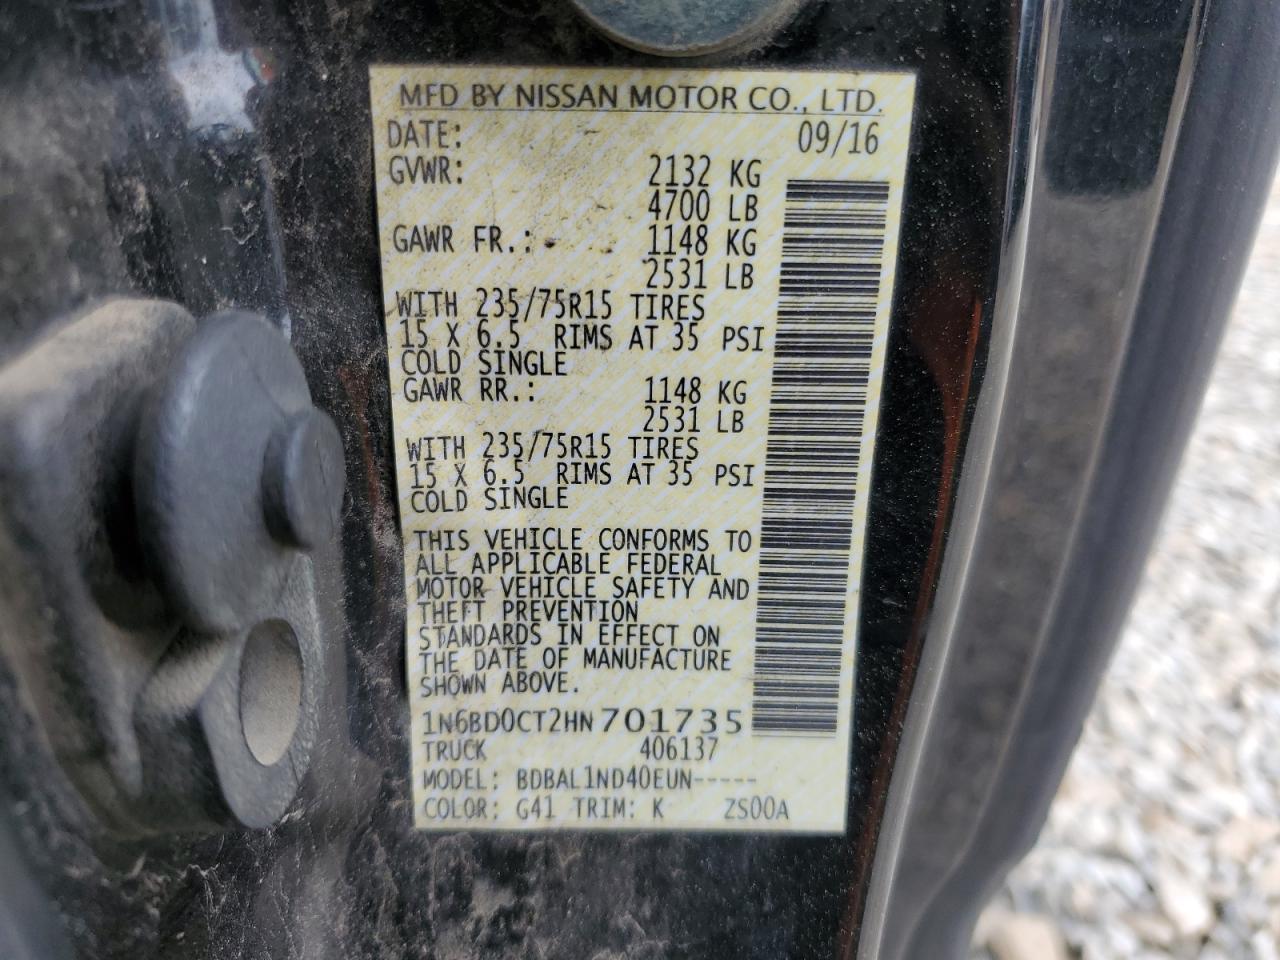 MFD BY NISSAN MOTOR CO., LTD.
DATE: 09/16
GVWR: 2132 KG
4700 LB
GAWR FR.: 1148 KG
2531 LB
WITH 235/75R15 TIRES
15 X 6.5 RIMS AT 35 PSI
COLD SINGLE
GAWR RR.: 1148 KG
2531 LB
WITH 235/75R15 TIRES
15 X 6.5 RIMS AT 35 PSI
COLD SINGLE
THIS VEHICLE CONFORMS TO
ALL APPLICABLE FEDERAL
MOTOR VEHICLE SAFETY AND
THEFT PREVENTION
STANDARDS IN EFFECT ON
THE DATE OF MANUFACTURE
SHOWN ABOVE.
1N6BD0CT2HN701735
TRUCK 406137
MODEL: BDBAL1ND40EUN-----
COLOR: G41 TRIM: K ZS00A